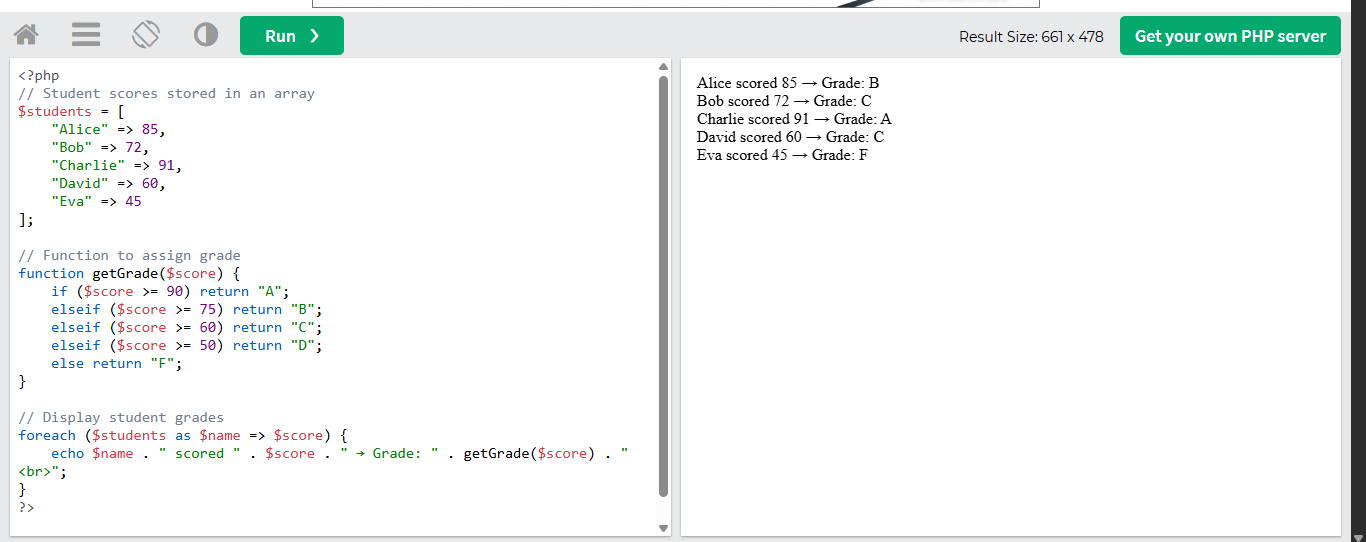 Run ❯
Result Size: 661 x 478
Get your own PHP server
<?php
// Student scores stored in an array
$students = [
    "Alice" => 85,
    "Bob" => 72,
    "Charlie" => 91,
    "David" => 60,
    "Eva" => 45
];

// Function to assign grade
function getGrade($score) {
    if ($score >= 90) return "A";
    elseif ($score >= 75) return "B";
    elseif ($score >= 60) return "C";
    elseif ($score >= 50) return "D";
    else return "F";
}

// Display student grades
foreach ($students as $name => $score) {
    echo $name . " scored " . $score . " → Grade: " . getGrade($score) . "
<br>";
}
?>
Alice scored 85 → Grade: B
Bob scored 72 → Grade: C
Charlie scored 91 → Grade: A
David scored 60 → Grade: C
Eva scored 45 → Grade: F